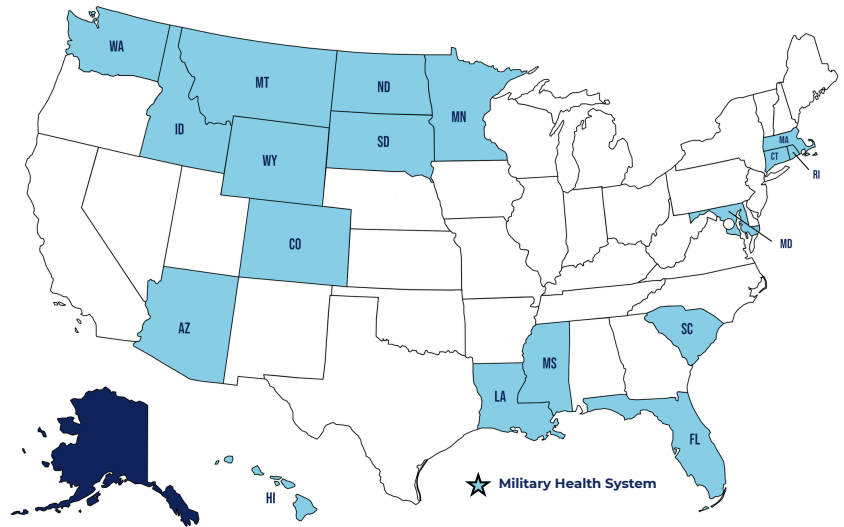 WA
MT
ND
MN
ID
SD
WY
MA
CT
RI
CO
MD
AZ
SC
MS
LA
FL
HI
Military Health System